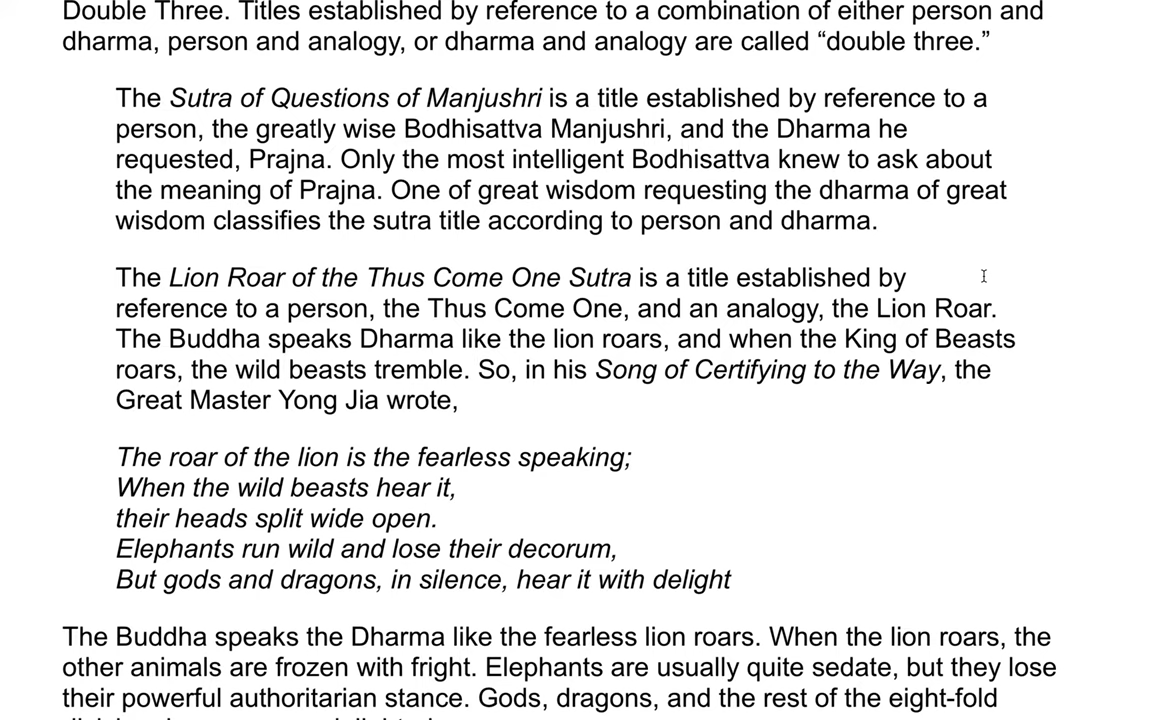 Double Three. Titles established by reference to a combination of either person and
dharma, person and analogy, or dharma and analogy are called “double three.”
The Sutra of Questions of Manjushri is a title established by reference to a
person, the greatly wise Bodhisattva Manjushri, and the Dharma he
requested, Prajna. Only the most intelligent Bodhisattva knew to ask about
the meaning of Prajna. One of great wisdom requesting the dharma of great
wisdom classifies the sutra title according to person and dharma.
The Lion Roar of the Thus Come One Sutra is a title established by
reference to a person, the Thus Come One, and an analogy, the Lion Roar.
The Buddha speaks Dharma like the lion roars, and when the King of Beasts
roars, the wild beasts tremble. So, in his Song of Certifying to the Way, the
Great Master Yong Jia wrote,
The roar of the lion is the fearless speaking;
When the wild beasts hear it,
their heads split wide open.
Elephants run wild and lose their decorum,
But gods and dragons, in silence, hear it with delight
The Buddha speaks the Dharma like the fearless lion roars. When the lion roars, the
other animals are frozen with fright. Elephants are usually quite sedate, but they lose
their powerful authoritarian stance. Gods, dragons, and the rest of the eight-fold